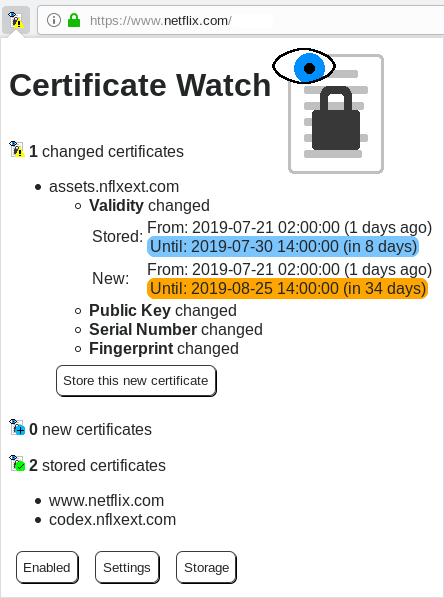 https://www.netflix.com/
Certificate Watch
1 changed certificates
assets.nflxext.com
Validity changed
Stored: From: 2019-07-21 02:00:00 (1 days ago)
Until: 2019-07-30 14:00:00 (in 8 days)
New: From: 2019-07-21 02:00:00 (1 days ago)
Until: 2019-08-25 14:00:00 (in 34 days)
Public Key changed
Serial Number changed
Fingerprint changed
Store this new certificate
0 new certificates
2 stored certificates
www.netflix.com
codex.nflxext.com
Enabled Settings Storage